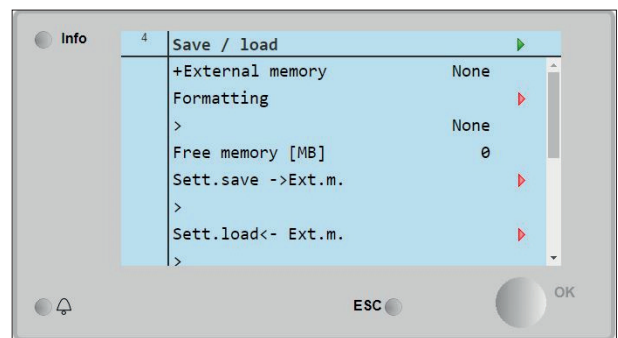 Info
4 Save / load
+External memory None
Formatting
> None
Free memory [MB] 0
Sett.save ->Ext.m.
>
Sett.load<- Ext.m.
>
ESC
OK